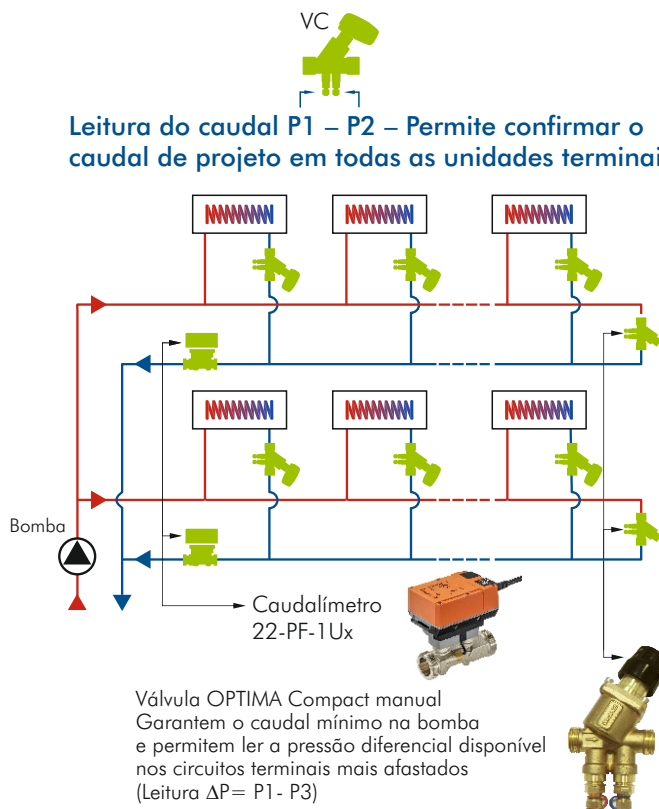 VC
Leitura do caudal P1 – P2 – Permite confirmar o
caudal de projeto em todas as unidades terminai
Bomba
Caudalímetro
22-PF-1Ux
Válvula OPTIMA Compact manual
Garantem o caudal mínimo na bomba
e permitem ler a pressão diferencial disponível
nos circuitos terminais mais afastados
(Leitura ΔP= P1- P3)